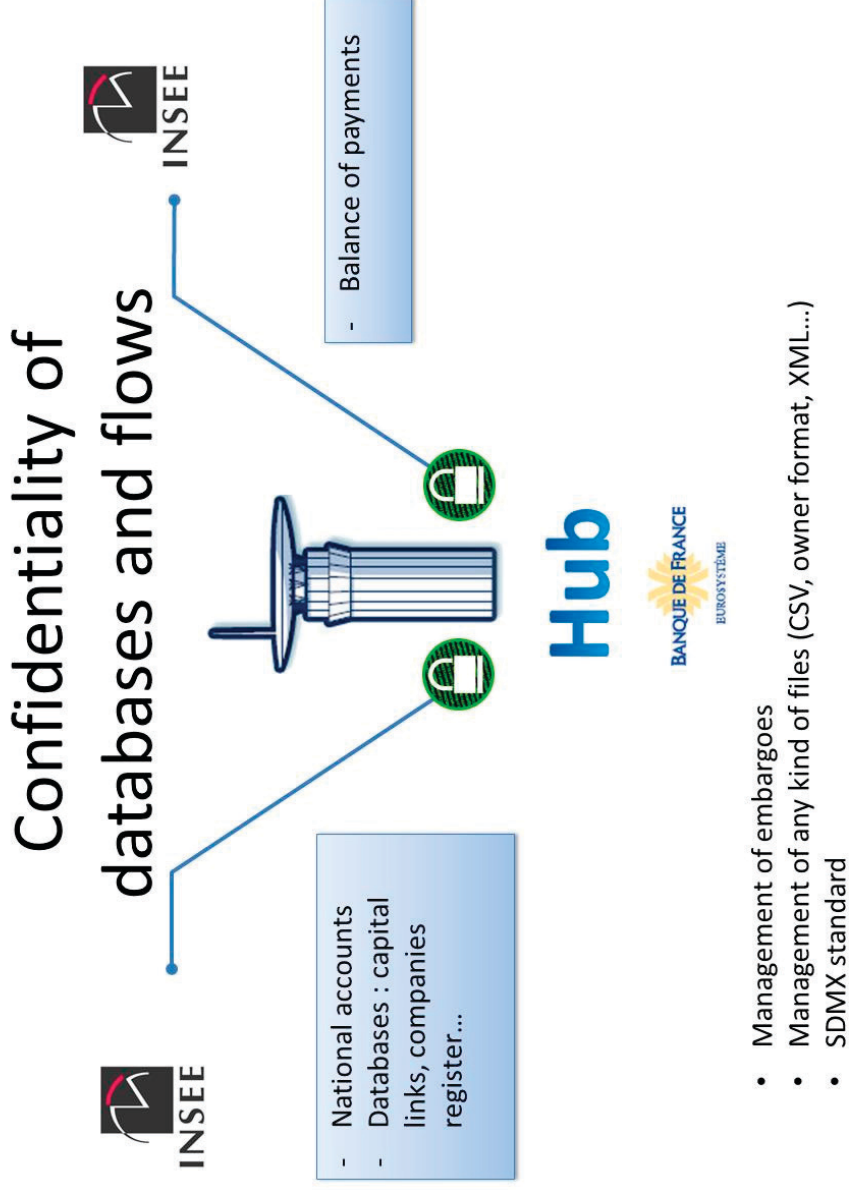 Confidentiality of
databases and flows
INSEE
INSEE
- National accounts
- Databases : capital
links, companies
register...
- Balance of payments
Hub
BANQUE DE FRANCE
EUROSYSTÈME
• Management of embargoes
• Management of any kind of files (CSV, owner format, XML...)
• SDMX standard